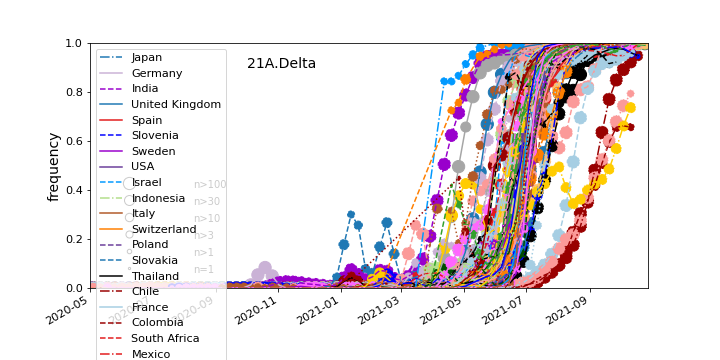 21A.Delta
frequency
1.0
0.8
0.6
0.4
0.2
0.0
2020-05
2020-07
2020-09
2020-11
2021-01
2021-03
2021-05
2021-07
2021-09
Japan
Germany
India
United Kingdom
Spain
Slovenia
Sweden
USA
Israel
Indonesia
Italy
Switzerland
Poland
Slovakia
Thailand
Chile
France
Colombia
South Africa
Mexico
n>100
n>30
n>10
n>3
n>1
n=1